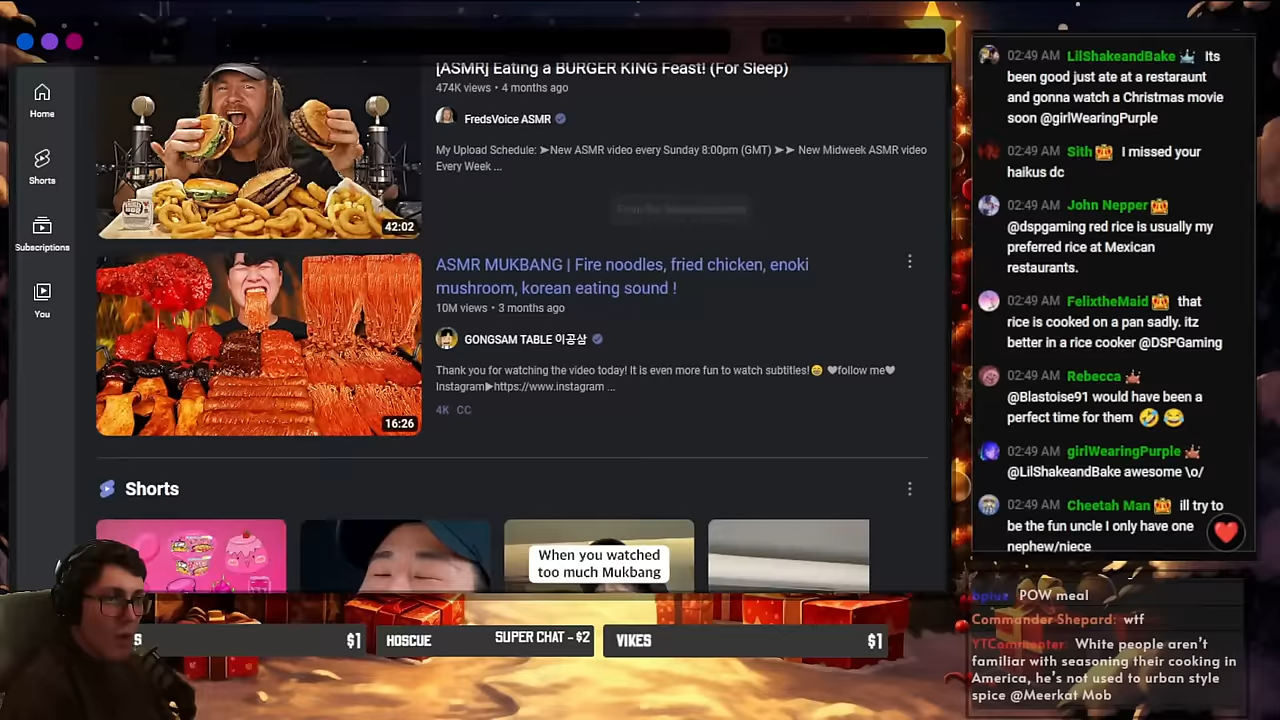 [ASMR] Eating a BURGER KING Feast! (For Sleep)
474K views • 4 months ago
FredsVoice ASMR
My Upload Schedule: ➤New ASMR video every Sunday 8:00pm (GMT) ➤➤ New Midweek ASMR video
Every Week ...
42:02
ASMR MUKBANG | Fire noodles, fried chicken, enoki
mushroom, korean eating sound !
10M views • 3 months ago
GONGSAM TABLE 이공삼
Thank you for watching the video today! It is even more fun to watch subtitles!😄 ♥follow me♥
Instagram▶https://www.instagram ...
4K CC
16:26
Home
Shorts
Subscriptions
You
Shorts
When you watched
too much Mukbang
S $1
HOSCUE SUPER CHAT - $2
VIKES $1
02:49 AM LilShakeandBake Its
been good just ate at a restaraunt
and gonna watch a Christmas movie
soon @girlWearingPurple
02:49 AM Sith I missed your
haikus dc
02:49 AM John Nepper
@dspgaming red rice is usually my
preferred rice at Mexican
restaurants.
02:49 AM FelixtheMaid that
rice is cooked on a pan sadly. itz
better in a rice cooker @DSPGaming
02:49 AM Rebecca
@Blastoise91 would have been a
perfect time for them 🤣😂
02:49 AM girlWearingPurple
@LilShakeandBake awesome \o/
02:49 AM Cheetah Man ill try to
be the fun uncle I only have one
nephew/niece
POW meal
Commander Shepard: wtf
YTCommenter: White people aren't
familiar with seasoning their cooking in
America, he's not used to urban style
spice @Meerkat Mob